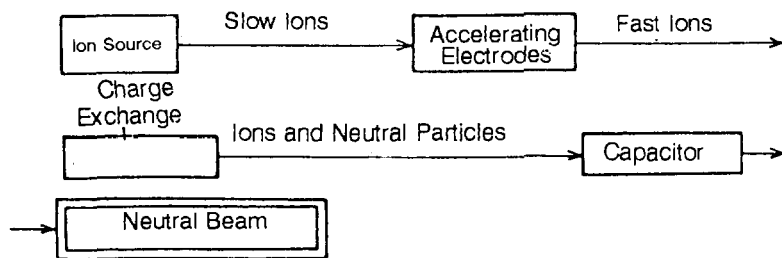 Ion Source
Slow Ions
Accelerating
Electrodes
Fast Ions
Charge
Exchange
Ions and Neutral Particles
Capacitor
Neutral Beam